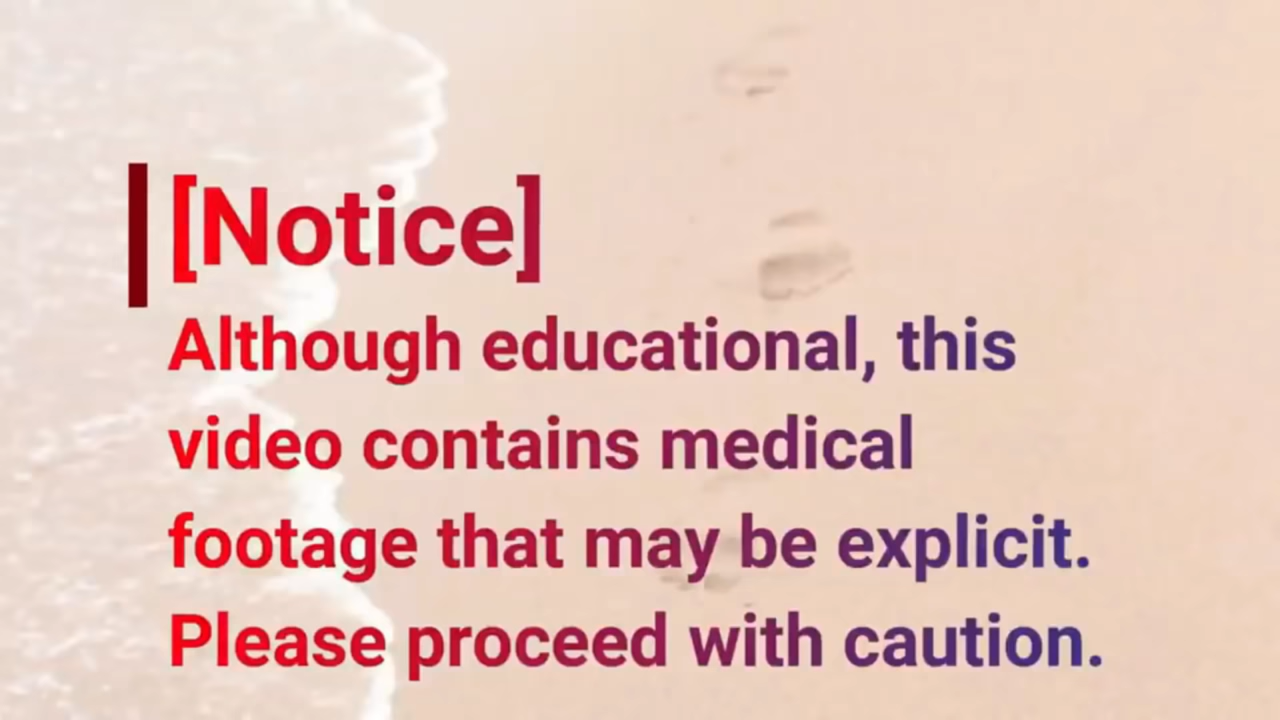 [Notice]
Although educational, this
video contains medical
footage that may be explicit.
Please proceed with caution.